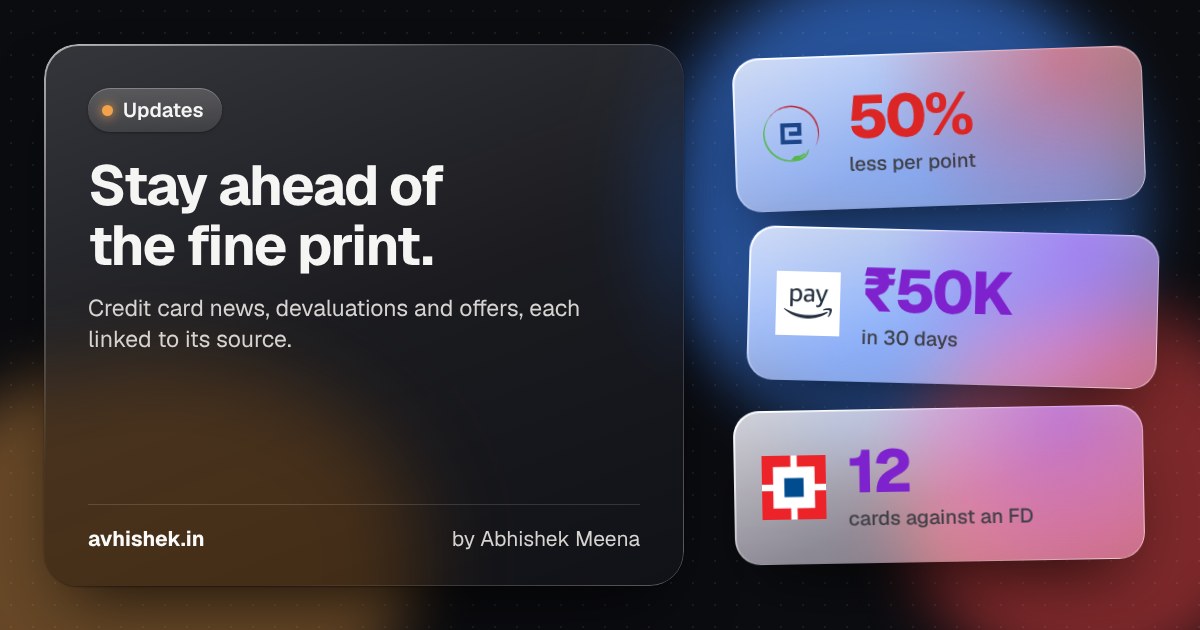 Updates
Stay ahead of
the fine print.
Credit card news, devaluations and offers, each
linked to its source.
avhishek.in
by Abhishek Meena
50%
less per point
pay
₹50K
in 30 days
12
cards against an FD